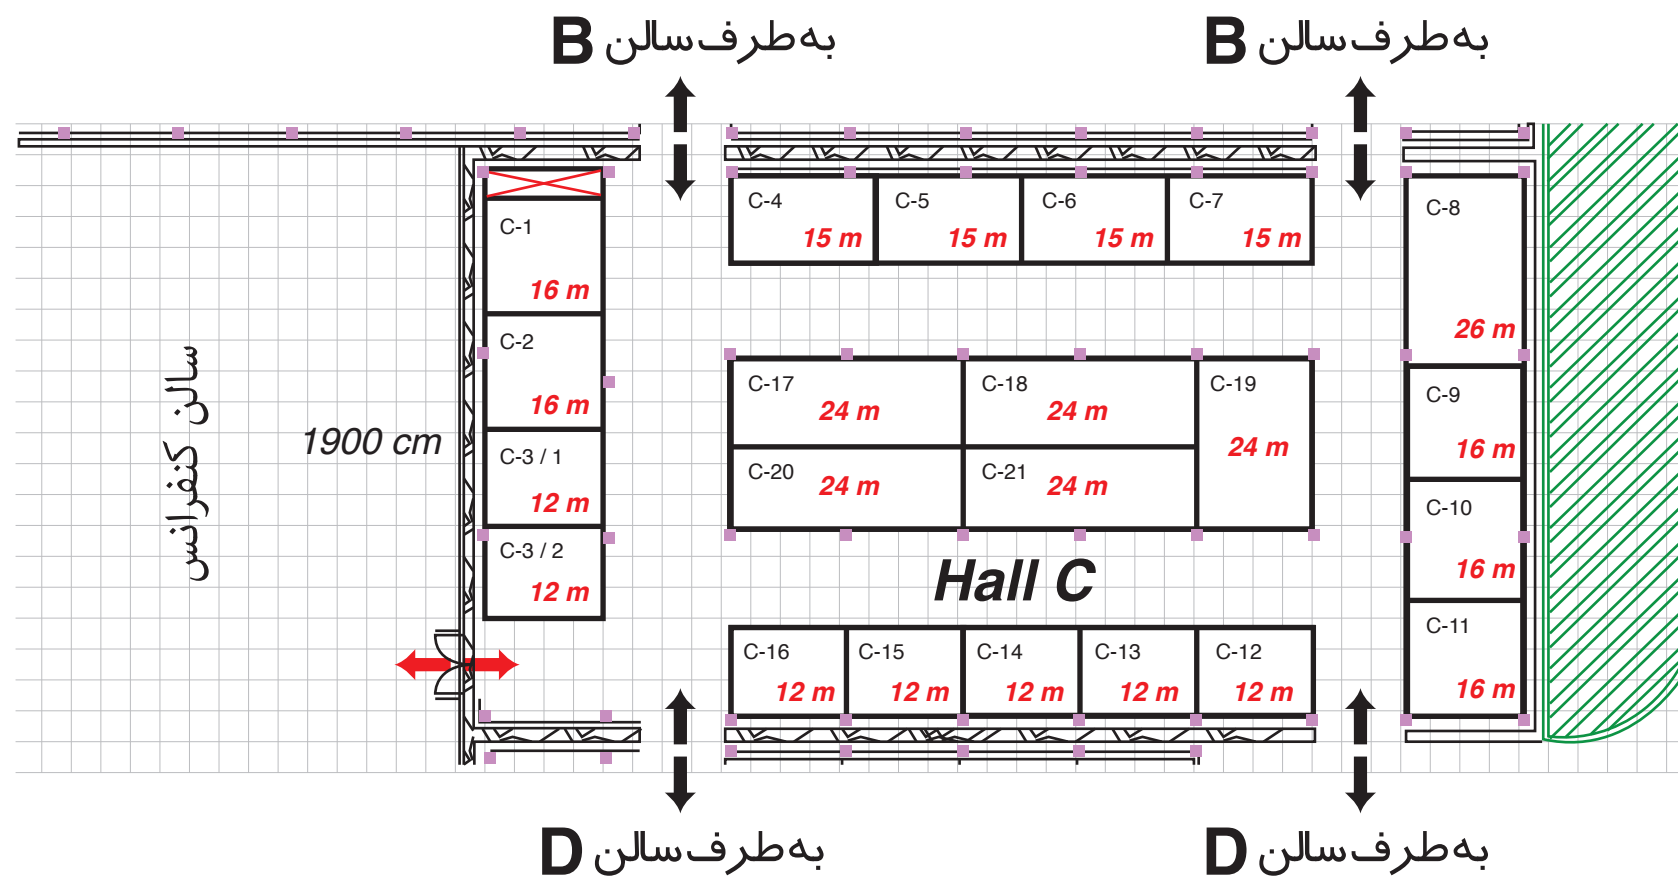 به طرف سالن B
به طرف سالن B
C-1
16 m
C-2
16 m
C-3 / 1
12 m
C-3 / 2
12 m
C-4
15 m
C-5
15 m
C-6
15 m
C-7
15 m
C-8
26 m
C-9
16 m
C-10
16 m
C-11
16 m
C-17
24 m
C-18
24 m
C-19
24 m
C-20
24 m
C-21
24 m
سالن کنفرانس
1900 cm
Hall C
C-16
12 m
C-15
12 m
C-14
12 m
C-13
12 m
C-12
12 m
به طرف سالن D
به طرف سالن D